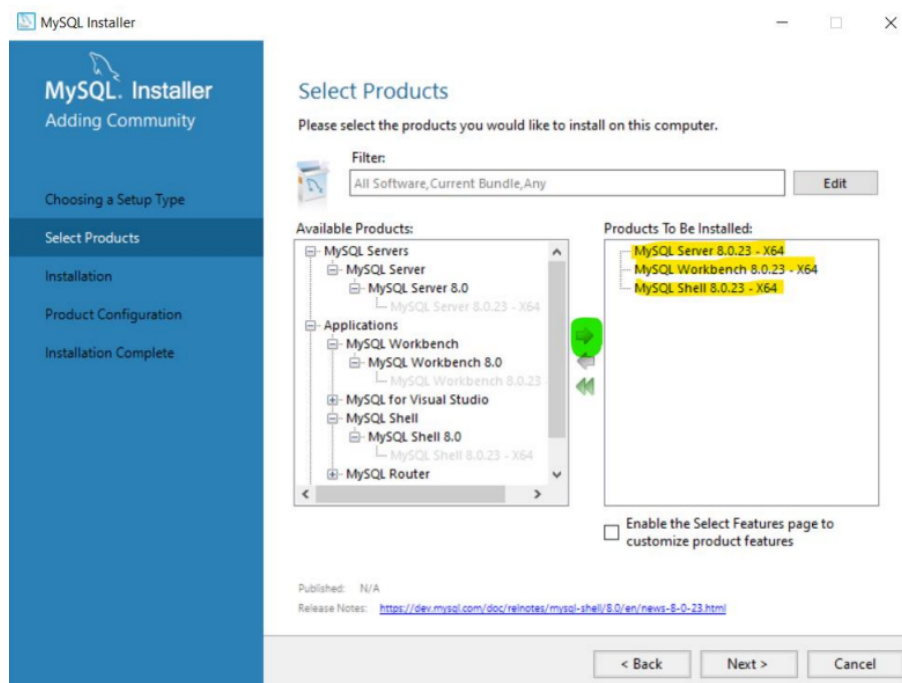 MySQL Installer
MySQL. Installer
Adding Community
Choosing a Setup Type
Select Products
Installation
Product Configuration
Installation Complete
Select Products
Please select the products you would like to install on this computer.
Filter:
All Software,Current Bundle,Any
Edit
Available Products:
MySQL Servers
MySQL Server
MySQL Server 8.0
MySQL Server 8.0.23 - X64
Applications
MySQL Workbench
MySQL Workbench 8.0
MySQL Workbench 8.0.23
MySQL for Visual Studio
MySQL Shell
MySQL Shell 8.0
MySQL Shell 8.0.23 - X64
MySQL Router
Products To Be Installed:
MySQL Server 8.0.23 - X64
MySQL Workbench 8.0.23 - X64
MySQL Shell 8.0.23 - X64
Enable the Select Features page to
customize product features
Published: N/A
Release Notes: https://dev.mysql.com/doc/relnotes/mysql-shell/8.0/en/news-8-0-23.html
< Back
Next >
Cancel